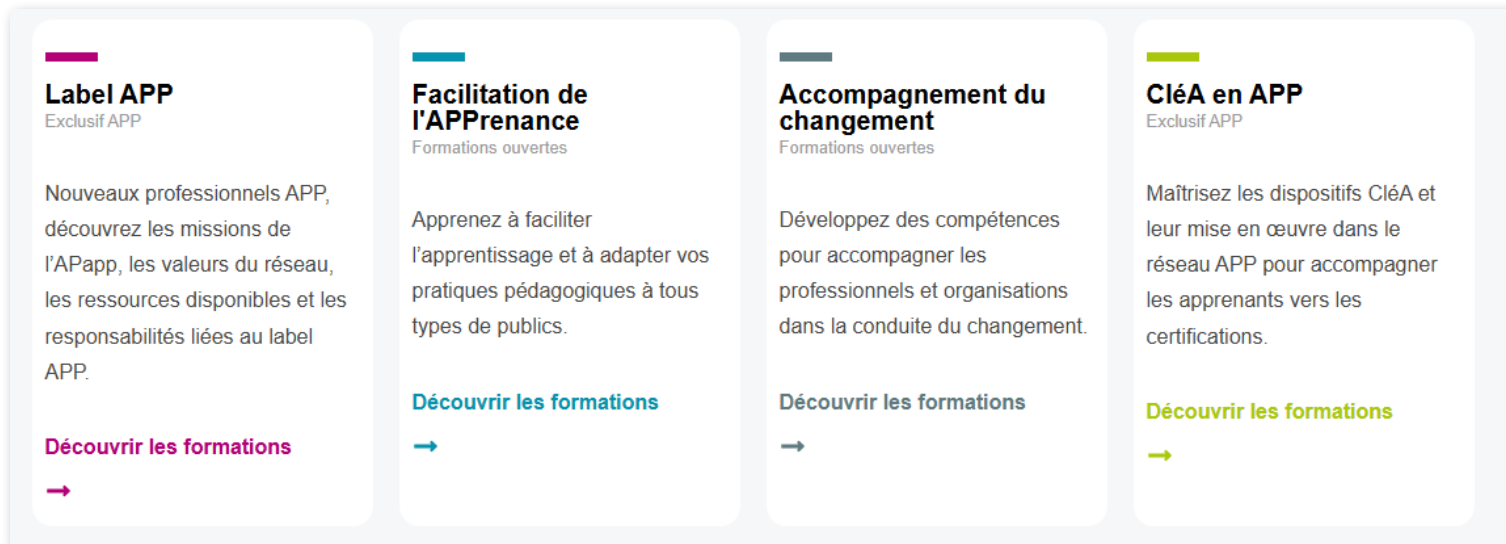 Label APP
Exclusif APP
Nouveaux professionnels APP,
découvrez les missions de
l’APapp, les valeurs du réseau,
les ressources disponibles et les
responsabilités liées au label
APP.
Découvrir les formations
→
Facilitation de
l'APPrenance
Formations ouvertes
Apprenez à faciliter
l’apprentissage et à adapter vos
pratiques pédagogiques à tous
types de publics.
Découvrir les formations
→
Accompagnement du
changement
Formations ouvertes
Développez des compétences
pour accompagner les
professionnels et organisations
dans la conduite du changement.
Découvrir les formations
→
CléA en APP
Exclusif APP
Maîtrisez les dispositifs CléA et
leur mise en œuvre dans le
réseau APP pour accompagner
les apprenants vers les
certifications.
Découvrir les formations
→